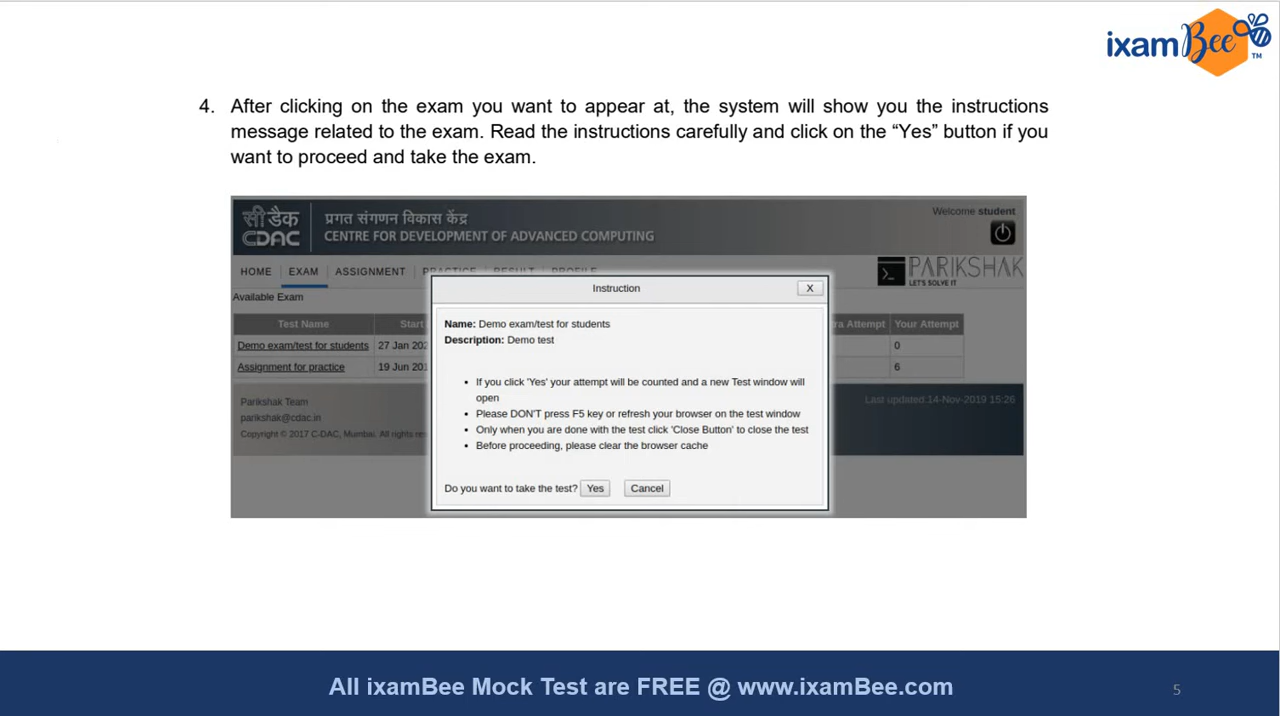 ixamBee™
4. After clicking on the exam you want to appear at, the system will show you the instructions
message related to the exam. Read the instructions carefully and click on the “Yes” button if you
want to proceed and take the exam.
सी डैक
CDAC
प्रगत संगणन विकास केंद्र
CENTRE FOR DEVELOPMENT OF ADVANCED COMPUTING
Welcome student
HOME EXAM ASSIGNMENT PRACTICE RESULT PROFILE
PARIKSHAK
LET'S SOLVE IT
Available Exam
Test Name Start ra Attempt Your Attempt
Demo exam/test for students 27 Jan 202 0
Assignment for practice 19 Jun 201 6
Parikshak Team
parikshak@cdac.in
Copyright © 2017 C-DAC, Mumbai. All rights res
Last updated:14-Nov-2019 15:26
Instruction X
Name: Demo exam/test for students
Description: Demo test
• If you click 'Yes' your attempt will be counted and a new Test window will
open
• Please DON'T press F5 key or refresh your browser on the test window
• Only when you are done with the test click 'Close Button' to close the test
• Before proceeding, please clear the browser cache
Do you want to take the test? Yes Cancel
All ixamBee Mock Test are FREE @ www.ixamBee.com
5